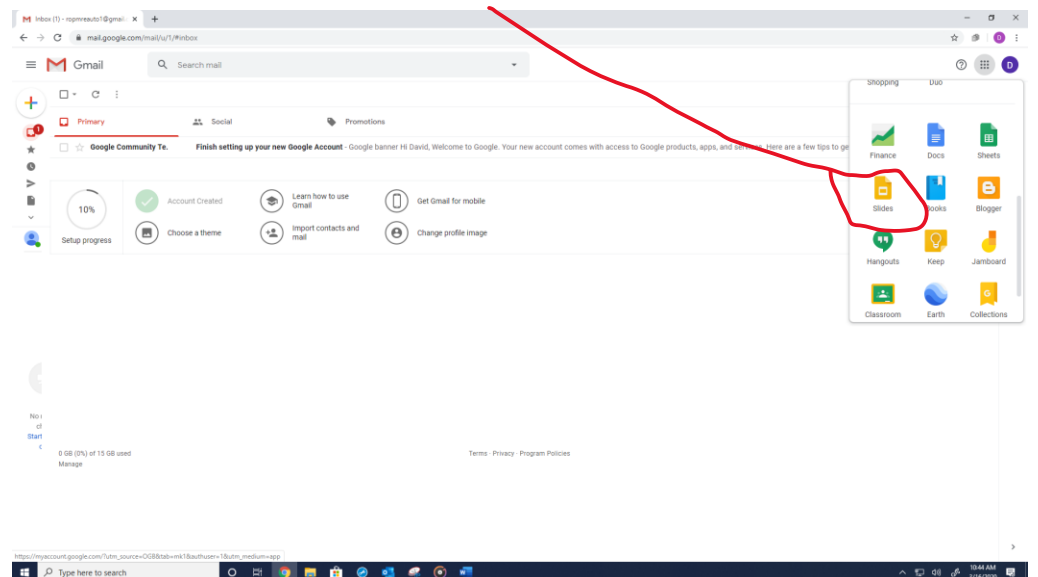 Inbox (1) - ropmreauto1@gmail
mail.google.com/mail/u/1/#inbox
D
Gmail
Search mail
D
Shopping Duo
1
Primary Social Promotions
Google Community Te. Finish setting up your new Google Account - Google banner Hi David, Welcome to Google. Your new account comes with access to Google products, apps, and services. Here are a few tips to ge
Finance Docs Sheets
Slides Books Blogger
Hangouts Keep Jamboard
Classroom Earth Collections
10%
Setup progress
Account Created
Learn how to use
Gmail
Get Gmail for mobile
Choose a theme
Import contacts and
mail
Change profile image
No
Start
0 GB (0%) of 15 GB used
Manage
Terms · Privacy · Program Policies
https://myaccount.google.com/?utm_source=OGB&tab=mk1&authuser=1&utm_medium=app
Type here to search
10:44 AM